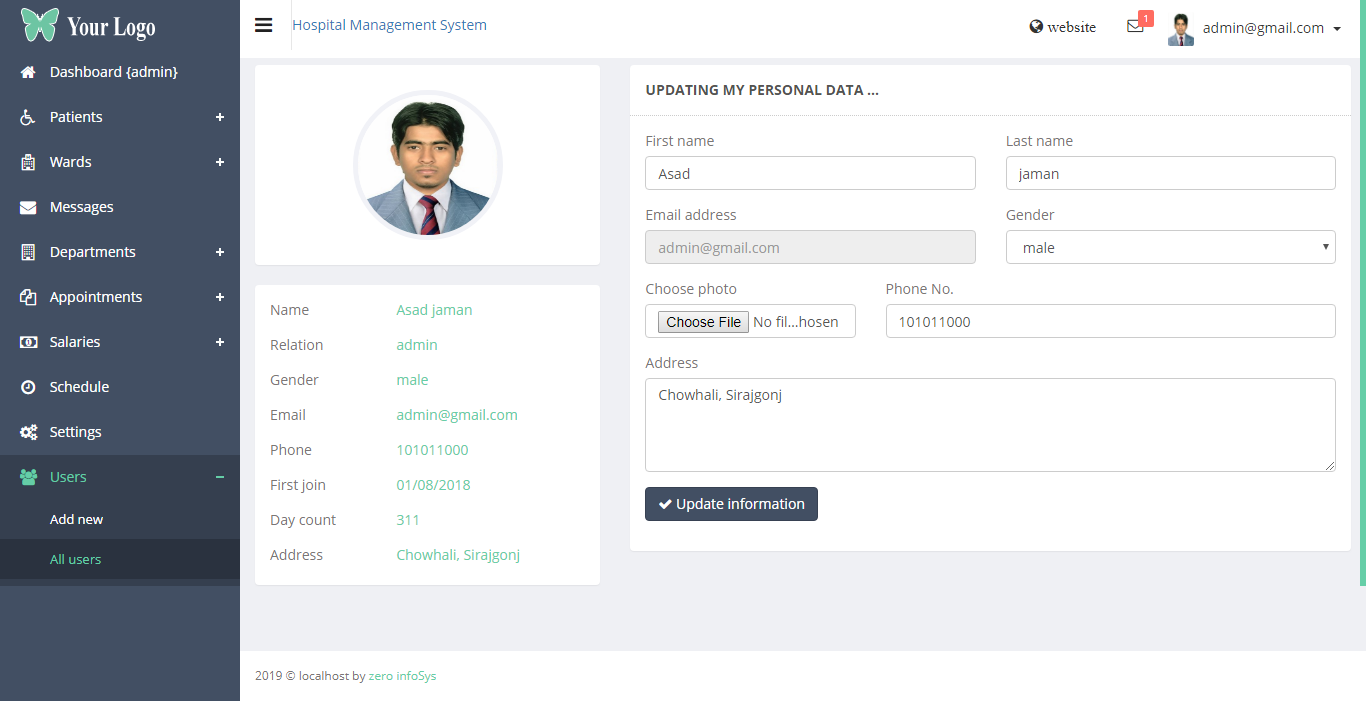 Your Logo
Dashboard {admin}
Patients
Wards
Messages
Departments
Appointments
Salaries
Schedule
Settings
Users
Add new
All users
Hospital Management System
website
1
admin@gmail.com
Name Asad jaman
Relation admin
Gender male
Email admin@gmail.com
Phone 101011000
First join 01/08/2018
Day count 311
Address Chowhali, Sirajgonj
UPDATING MY PERSONAL DATA ...
First name Last name
Asad jaman
Email address Gender
admin@gmail.com male
Choose photo Phone No.
Choose File No fil...hosen 101011000
Address
Chowhali, Sirajgonj
Update information
2019 © localhost by zero infoSys